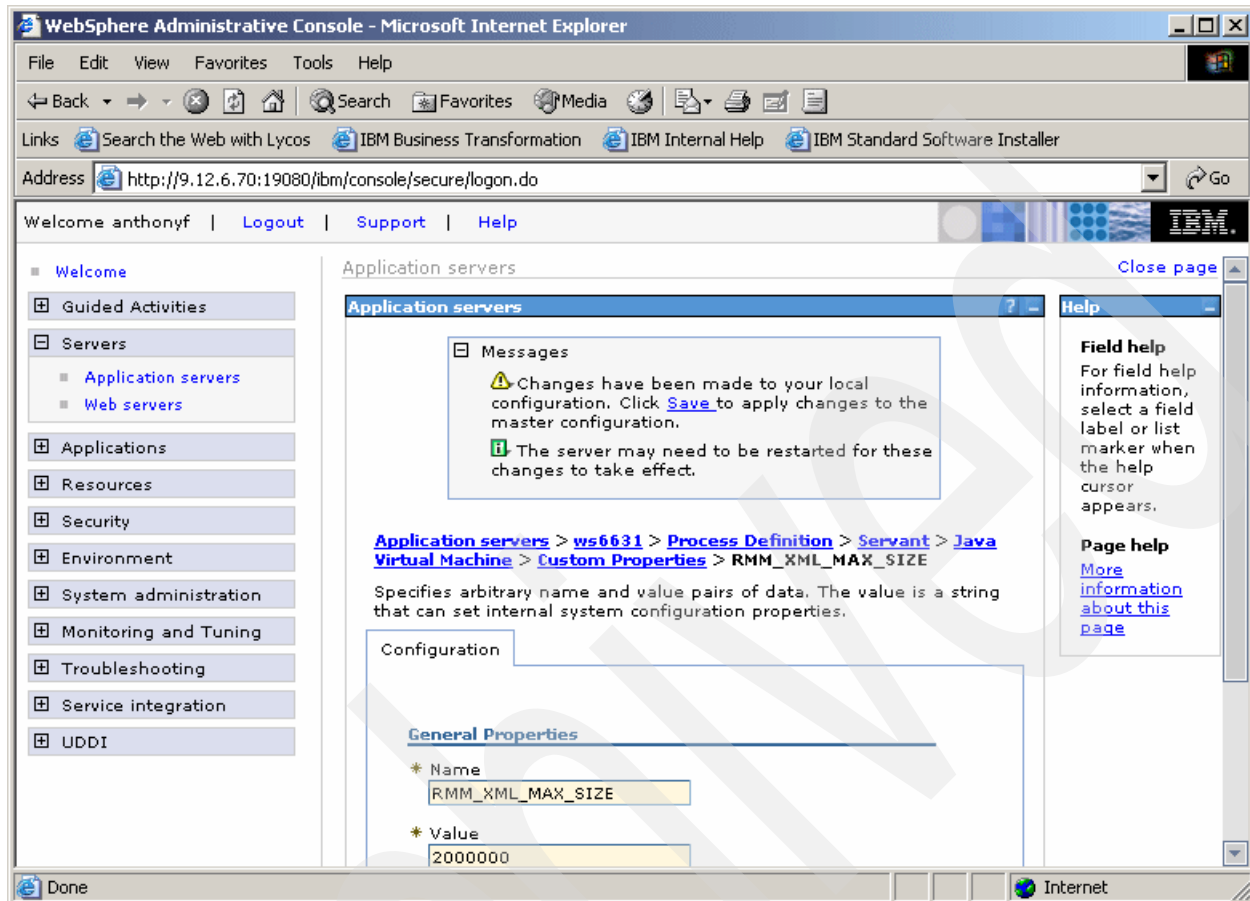 WebSphere Administrative Console - Microsoft Internet Explorer
File Edit View Favorites Tools Help
Back Search Favorites Media
Links Search the Web with Lycos IBM Business Transformation IBM Internal Help IBM Standard Software Installer
Address http://9.12.6.70:19080/ibm/console/secure/logon.do Go
Welcome anthonyf | Logout | Support | Help IBM.
Welcome
Guided Activities
Servers
Application servers
Web servers
Applications
Resources
Security
Environment
System administration
Monitoring and Tuning
Troubleshooting
Service integration
UDDI
Application servers Close page
Application servers ? -
Messages
Changes have been made to your local
configuration. Click Save to apply changes to the
master configuration.
The server may need to be restarted for these
changes to take effect.
Application servers > ws6631 > Process Definition > Servant > Java
Virtual Machine > Custom Properties > RMM_XML_MAX_SIZE
Specifies arbitrary name and value pairs of data. The value is a string
that can set internal system configuration properties.
Configuration
General Properties
* Name
RMM_XML_MAX_SIZE
* Value
2000000
Help -
Field help
For field help
information,
select a field
label or list
marker when
the help
cursor
appears.
Page help
More
information
about this
page
Done Internet